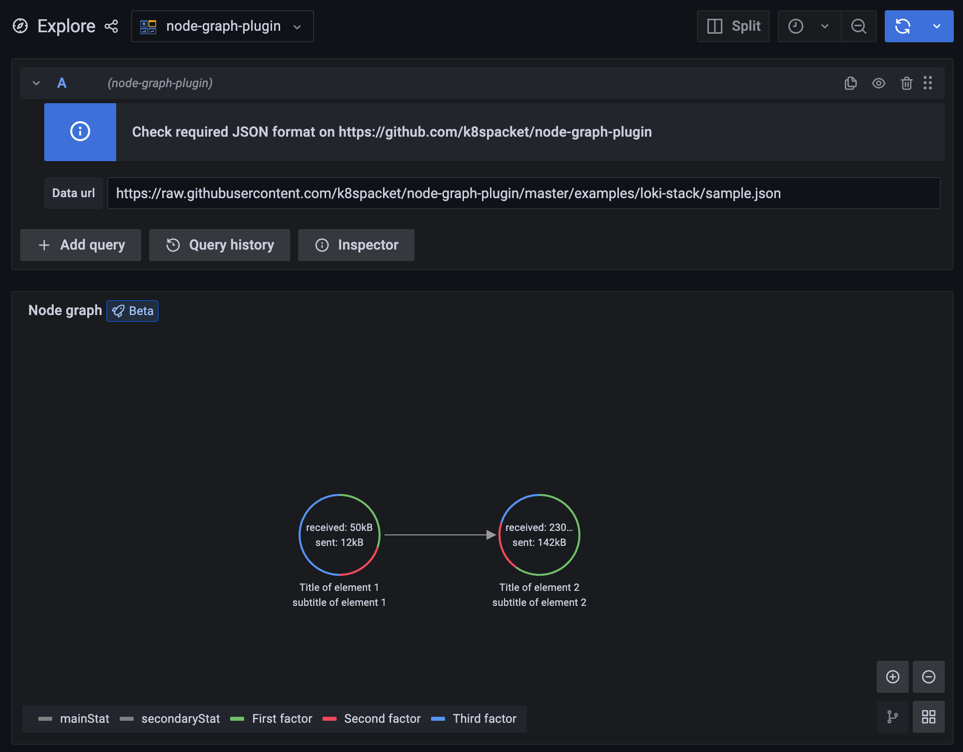 Explore
node-graph-plugin
Split
A
(node-graph-plugin)
Check required JSON format on https://github.com/k8spacket/node-graph-plugin
Data url
https://raw.githubusercontent.com/k8spacket/node-graph-plugin/master/examples/loki-stack/sample.json
Add query
Query history
Inspector
Node graph
Beta
received: 50kB
sent: 12kB
Title of element 1
subtitle of element 1
received: 230...
sent: 142kB
Title of element 2
subtitle of element 2
mainStat
secondaryStat
First factor
Second factor
Third factor